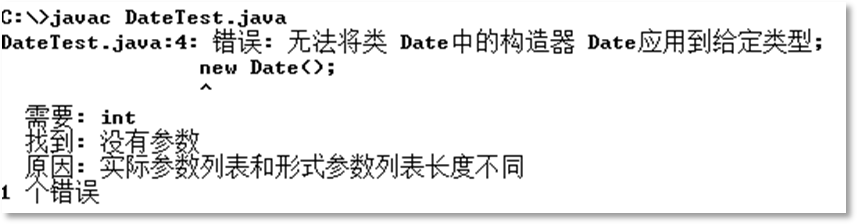 C:\>javac DateTest.java
DateTest.java:4: 错误: 无法将类 Date中的构造器 Date应用到给定类型;
new Date();
^
需要: int
找到: 没有参数
原因: 实际参数列表和形式参数列表长度不同
1 个错误